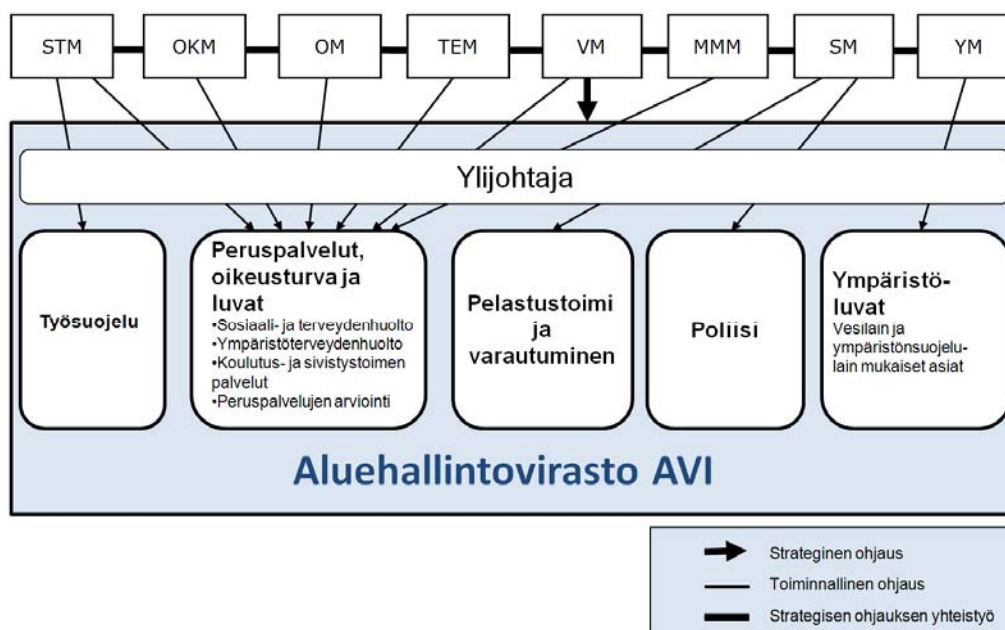 STM OKM OM TEM VM MMM SM YM
Ylijohtaja
Työsuojelu
Peruspalvelut,
oikeusturva ja
luvat
•Sosiaali- ja terveydenhuolto
•Ympäristöterveydenhuolto
•Koulutus- ja sivistystoimen
palvelut
•Peruspalvelujen arviointi
Pelastustoimi
ja
varautuminen
Poliisi
Ympäristö-
luvat
Vesilain ja
ympäristönsuojelu-
lain mukaiset asiat
Aluehallintovirasto AVI
Strateginen ohjaus
Toiminnallinen ohjaus
Strategisen ohjauksen yhteistyö